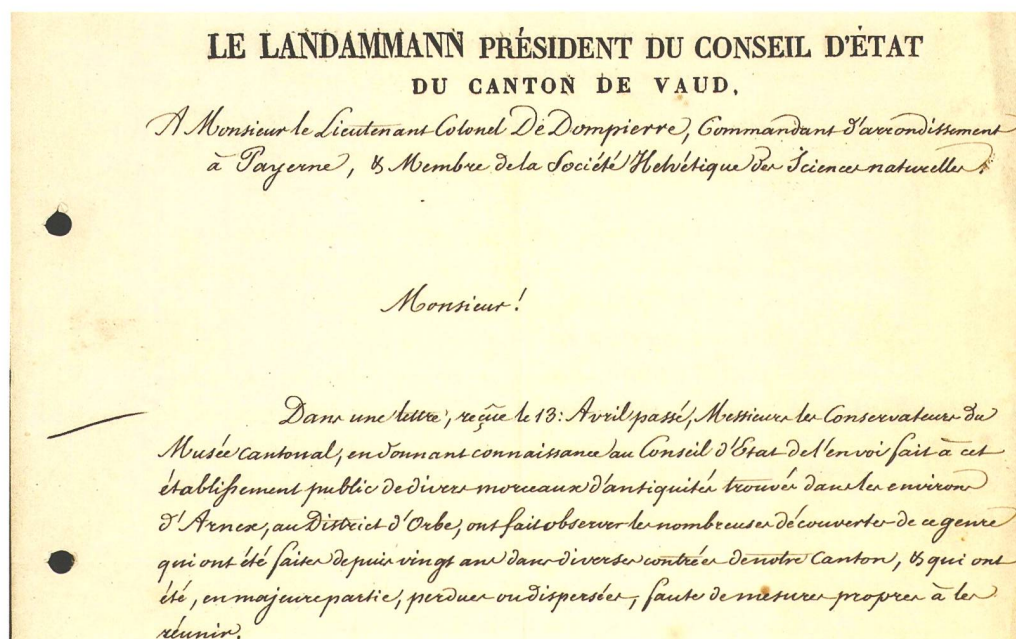 LE LANDAMMANN PRÉSIDENT DU CONSEIL D'ÉTAT
DU CANTON DE VAUD,
A Monsieur le Lieutenant Colonel De Dompierre, Commandant d'arrondissement
à Payerne, & Membre de la Société Helvétique des Sciences naturelles.
Monsieur!
Dans une lettre, reçue le 13: Avril passé, Messieurs les Conservateurs du
Musée cantonal, en donnant connaissance au Conseil d'Etat de l'envoi fait à cet
établissement public de divers morceaux d'antiquités trouvés dans les environs
d'Arnex, au District d'Orbe, ont fait observer les nombreuses découvertes de ce genre
qui ont été faites depuis vingt ans dans diverses contrées de notre Canton, & qui ont
été, en majeure partie, perdues ou dispersées, faute de mesures propres à les
réunir.